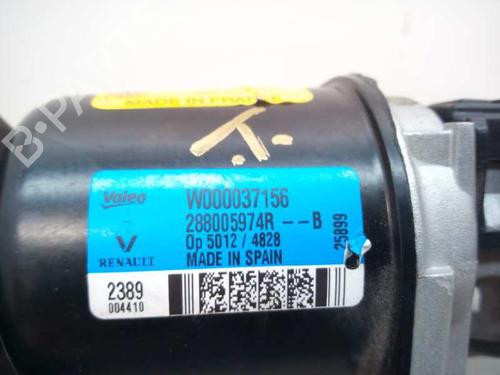 B-PARTS
MADE IN FRANCE
T.
Valeo W000037156
288005974R--B
Op 5012 / 4828
RENAULT MADE IN SPAIN
25899
2389
004410